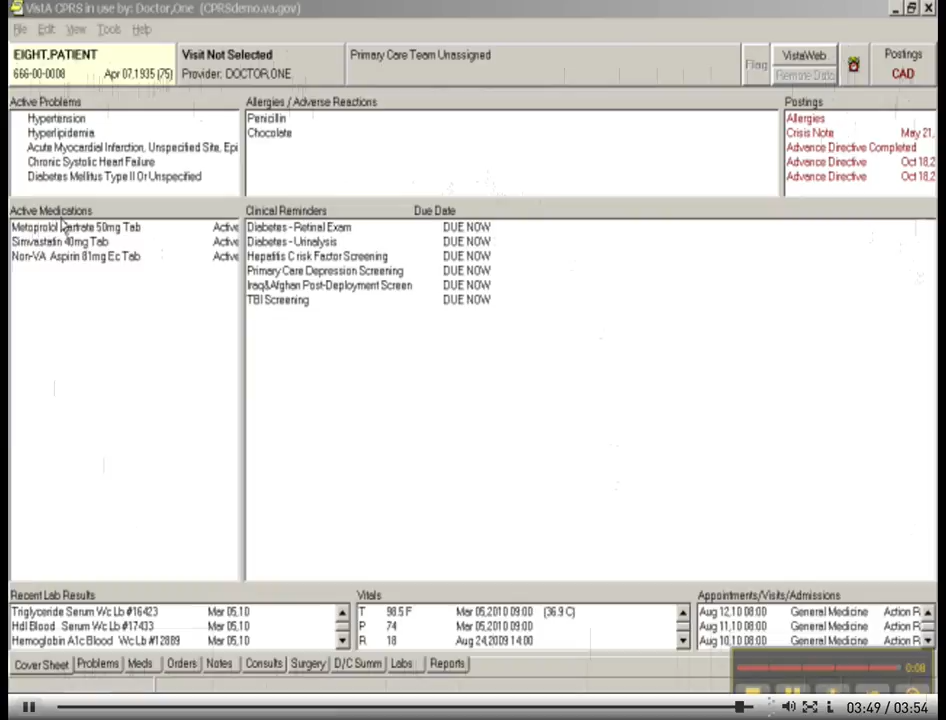 VistA CPRS in use by: Doctor,One (CPRSdemo.va.gov)
File Edit View Tools Help
EIGHT,PATIENT
666-00-0008 Apr 07,1935 (75)
Visit Not Selected
Provider: DOCTOR,ONE
Primary Care Team Unassigned
Flag
VistaWeb
Remote Data
Postings
CAD
Active Problems
Hypertension
Hyperlipidemia
Acute Myocardial Infarction, Unspecified Site, Epi
Chronic Systolic Heart Failure
Diabetes Mellitus Type II Or Unspecified
Allergies / Adverse Reactions
Penicillin
Chocolate
Postings
Allergies
Crisis Note May 21,
Advance Directive Completed
Advance Directive Oct 18,2
Advance Directive Oct 18,2
Active Medications
Metoprolol Tartrate 50mg Tab Active
Simvastatin 40mg Tab Active
Non-VA Aspirin 81mg Ec Tab Active
Clinical Reminders Due Date
Diabetes - Retinal Exam DUE NOW
Diabetes - Urinalysis DUE NOW
Hepatitis C risk Factor Screening DUE NOW
Primary Care Depression Screening DUE NOW
Iraq&Afghan Post-Deployment Screen DUE NOW
TBI Screening DUE NOW
Recent Lab Results
Triglyceride Serum Wc Lb #16423 Mar 05,10
Hdl Blood Serum Wc Lb #17433 Mar 05,10
Hemoglobin A1c Blood Wc Lb #12889 Mar 05,10
Vitals
T 98.5 F Mar 05,2010 09:00 (36.9 C)
P 74 Mar 05,2010 09:00
R 18 Aug 24,2009 14:00
Appointments/Visits/Admissions
Aug 12,10 08:00 General Medicine Action R
Aug 11,10 08:00 General Medicine Action R
Aug 10,10 08:00 General Medicine Action R
Cover Sheet Problems Meds Orders Notes Consults Surgery D/C Summ Labs Reports
0:08
03:49 / 03:54